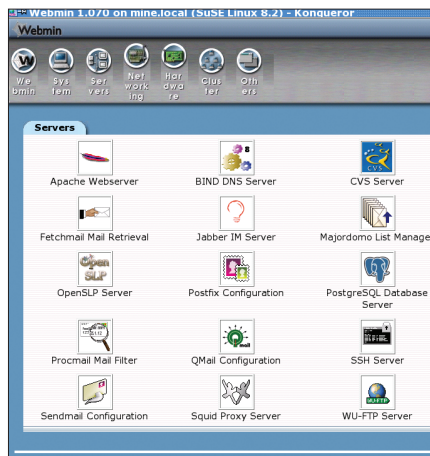 Webmin 1.070 on mine.local (SuSE Linux 8.2) - Konqueror
Webmin
We bmin
Sys tem
Ser vers
Net work ing
Har dwa re
Clus ter
Oth ers
Servers
Apache Webserver
BIND DNS Server
CVS Server
Fetchmail Mail Retrieval
Jabber IM Server
Majordomo List Manage
OpenSLP Server
Postfix Configuration
PostgreSQL Database
Server
Procmail Mail Filter
QMail Configuration
SSH Server
Sendmail Configuration
Squid Proxy Server
WU-FTP Server